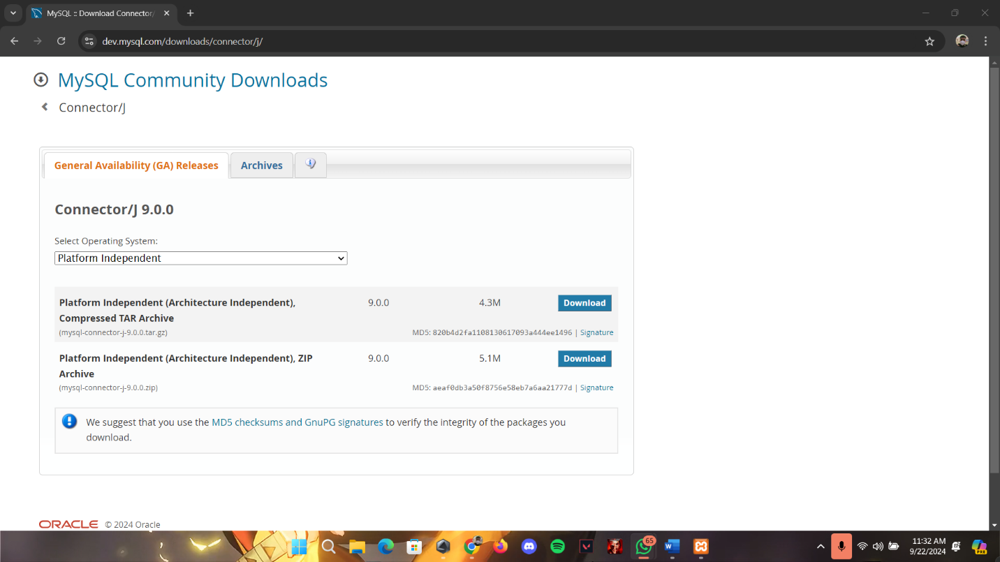 MySQL :: Download Connector/
dev.mysql.com/downloads/connector/j/
MySQL Community Downloads
Connector/J
General Availability (GA) Releases
Archives
Connector/J 9.0.0
Select Operating System:
Platform Independent
Platform Independent (Architecture Independent), 9.0.0 4.3M Download
Compressed TAR Archive
(mysql-connector-j-9.0.0.tar.gz) MD5: 820b4d2fa1108130617093a444ee1496 | Signature
Platform Independent (Architecture Independent), ZIP 9.0.0 5.1M Download
Archive
(mysql-connector-j-9.0.0.zip) MD5: aeaf0db3a50f8756e58eb7a6aa21777d | Signature
We suggest that you use the MD5 checksums and GnuPG signatures to verify the integrity of the packages you
download.
ORACLE © 2024 Oracle
65
11:32 AM
9/22/2024
PRE